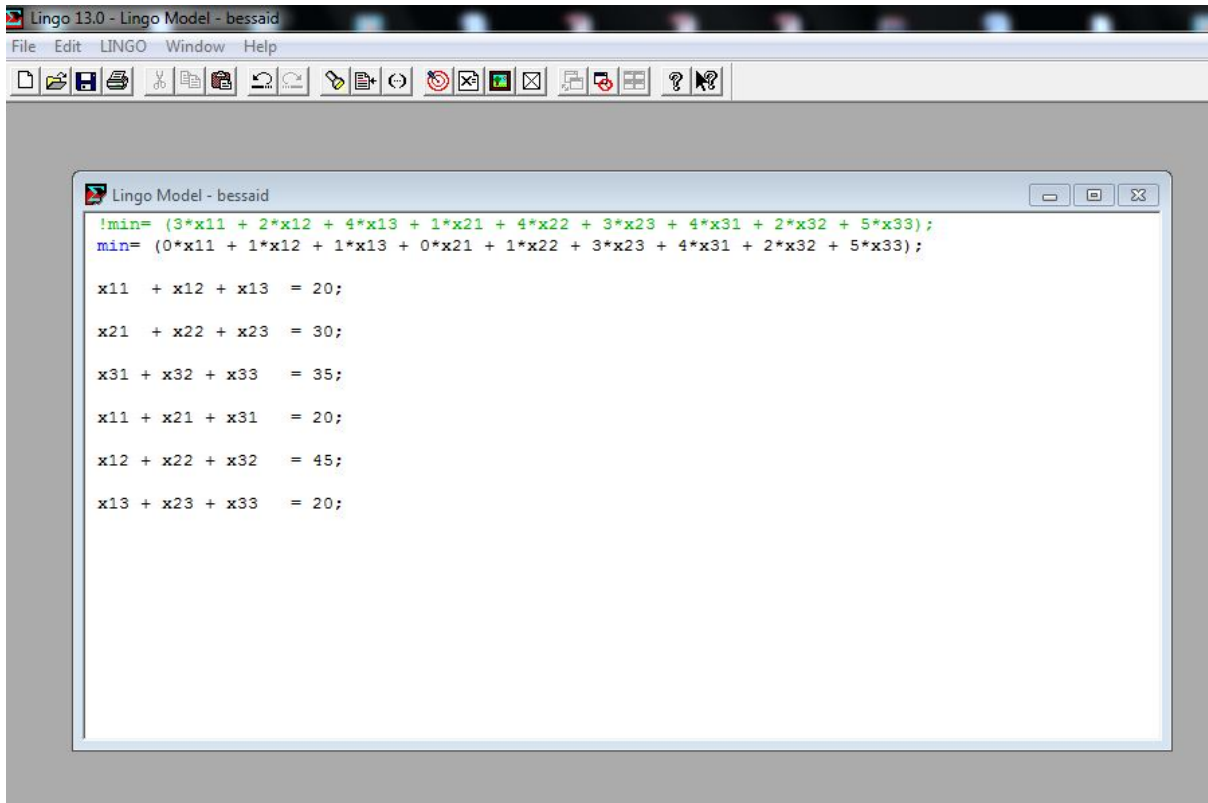 Lingo 13.0 - Lingo Model - bessaid
File Edit LINGO Window Help
Lingo Model - bessaid
!min= (3*x11 + 2*x12 + 4*x13 + 1*x21 + 4*x22 + 3*x23 + 4*x31 + 2*x32 + 5*x33);
min= (0*x11 + 1*x12 + 1*x13 + 0*x21 + 1*x22 + 3*x23 + 4*x31 + 2*x32 + 5*x33);
x11 + x12 + x13 = 20;
x21 + x22 + x23 = 30;
x31 + x32 + x33 = 35;
x11 + x21 + x31 = 20;
x12 + x22 + x32 = 45;
x13 + x23 + x33 = 20;